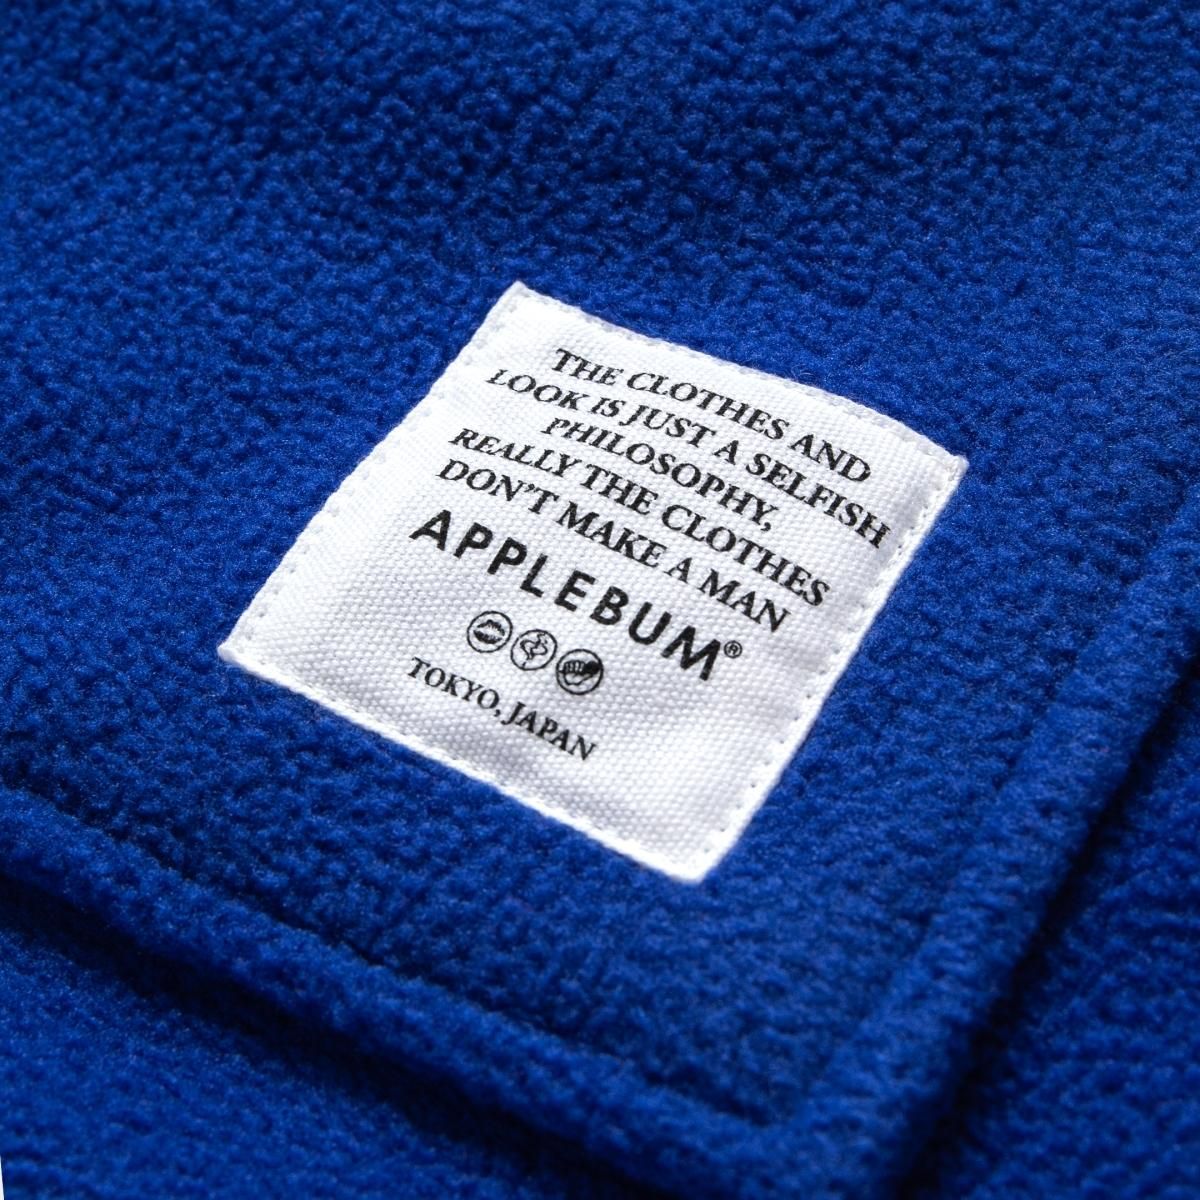 THE CLOTHES AND
LOOK IS JUST A SELFISH
PHILOSOPHY,
REALLY THE CLOTHES
DON'T MAKE A MAN
APPLEBUM®
TOKYO, JAPAN